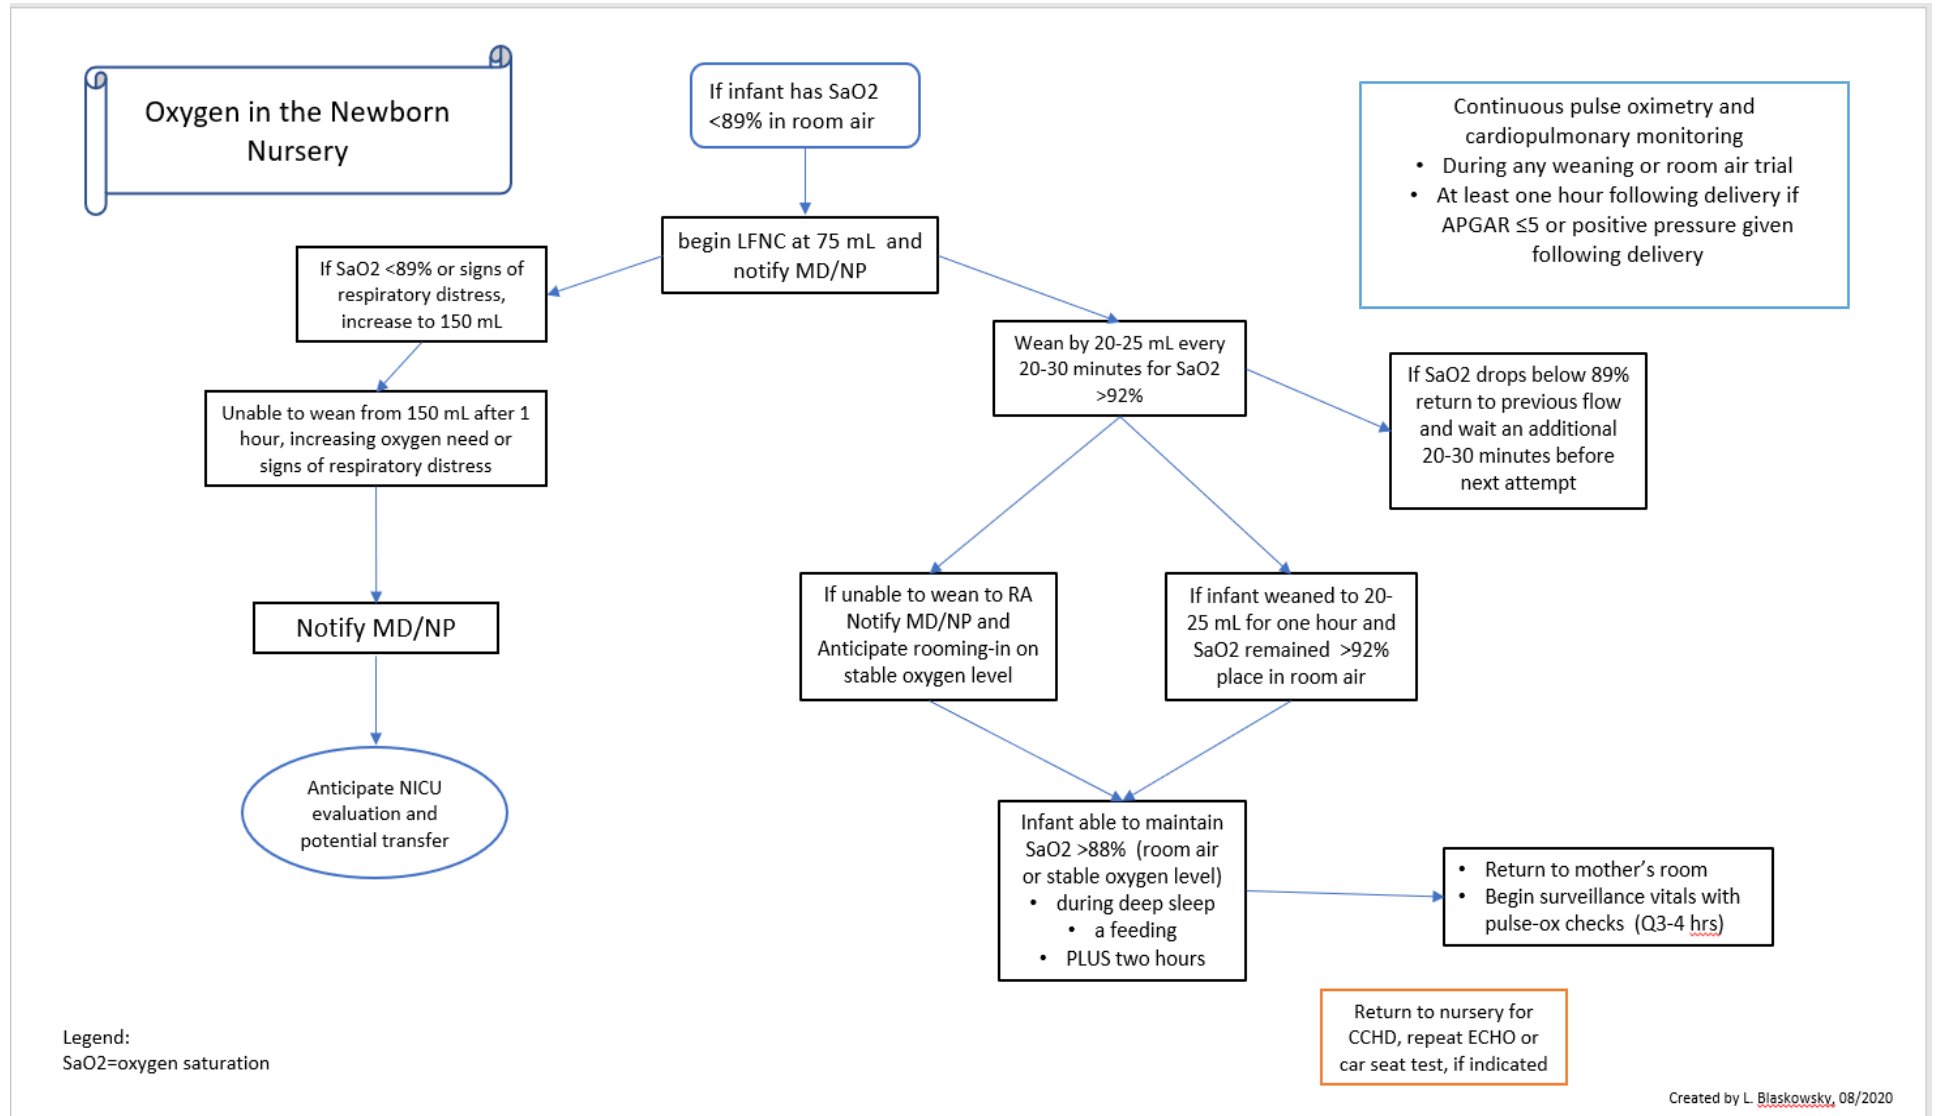 Oxygen in the Newborn
Nursery
If infant has SaO2
<89% in room air
Continuous pulse oximetry and
cardiopulmonary monitoring
• During any weaning or room air trial
• At least one hour following delivery if
APGAR ≤5 or positive pressure given
following delivery
begin LFNC at 75 mL and
notify MD/NP
If SaO2 <89% or signs of
respiratory distress,
increase to 150 mL
Wean by 20-25 mL every
20-30 minutes for SaO2
>92%
If SaO2 drops below 89%
return to previous flow
and wait an additional
20-30 minutes before
next attempt
Unable to wean from 150 mL after 1
hour, increasing oxygen need or
signs of respiratory distress
Notify MD/NP
If unable to wean to RA
Notify MD/NP and
Anticipate rooming-in on
stable oxygen level
If infant weaned to 20-
25 mL for one hour and
SaO2 remained >92%
place in room air
Anticipate NICU
evaluation and
potential transfer
Infant able to maintain
SaO2 >88% (room air
or stable oxygen level)
• during deep sleep
• a feeding
• PLUS two hours
• Return to mother's room
• Begin surveillance vitals with
pulse-ox checks (Q3-4 hrs)
Return to nursery for
CCHD, repeat ECHO or
car seat test, if indicated
Legend:
SaO2=oxygen saturation
Created by L. Blaskowsky, 08/2020